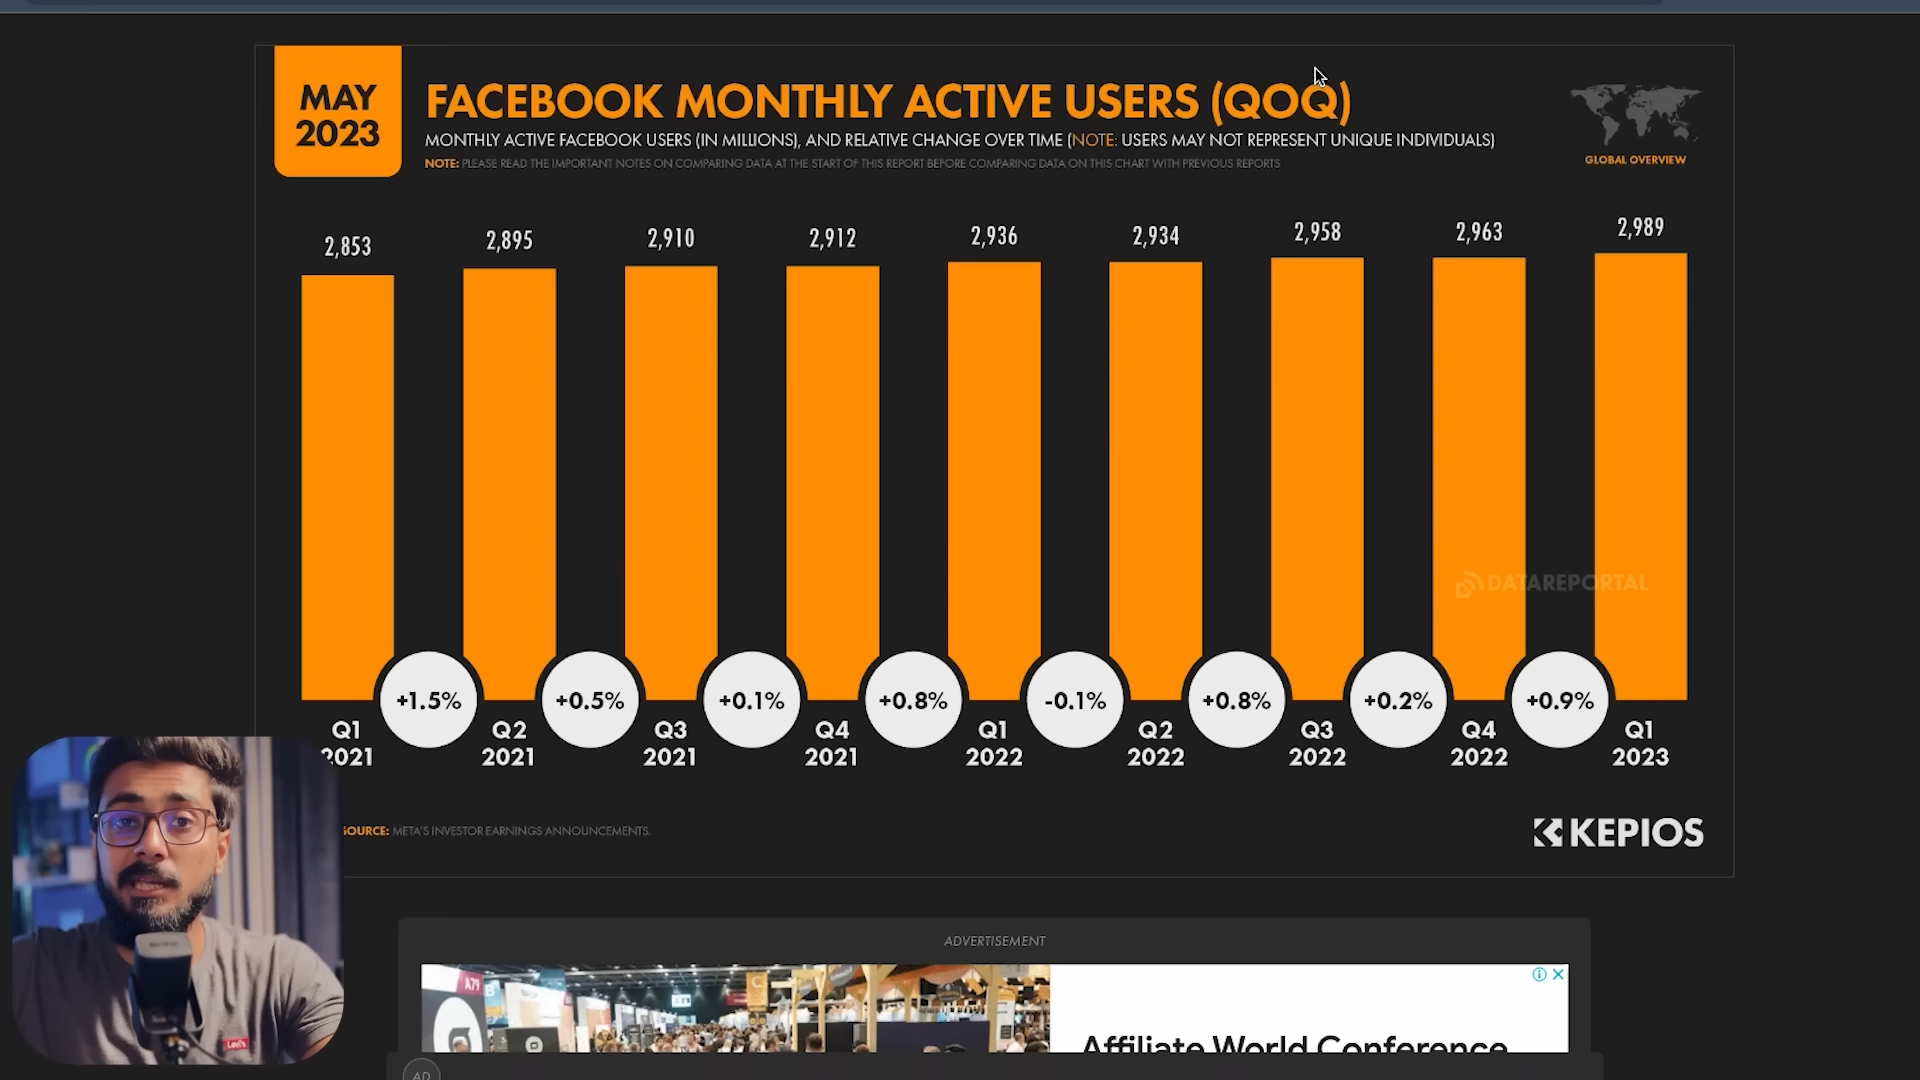 MAY
2023
FACEBOOK MONTHLY ACTIVE USERS (QOQ)
MONTHLY ACTIVE FACEBOOK USERS (IN MILLIONS), AND RELATIVE CHANGE OVER TIME (NOTE: USERS MAY NOT REPRESENT UNIQUE INDIVIDUALS)
NOTE: PLEASE READ THE IMPORTANT NOTES ON COMPARING DATA AT THE START OF THIS REPORT BEFORE COMPARING DATA ON THIS CHART WITH PREVIOUS REPORTS
GLOBAL OVERVIEW
2,853 2,895 2,910 2,912 2,936 2,934 2,958 2,963 2,989
DATAREPORTAL
+1.5% +0.5% +0.1% +0.8% -0.1% +0.8% +0.2% +0.9%
Q1 Q2 Q3 Q4 Q1 Q2 Q3 Q4 Q1
2021 2021 2021 2021 2022 2022 2022 2022 2023
SOURCE: META'S INVESTOR EARNINGS ANNOUNCEMENTS.
KEPIOS
ADVERTISEMENT
A79
Affiliate World Conference
Levi's
AD